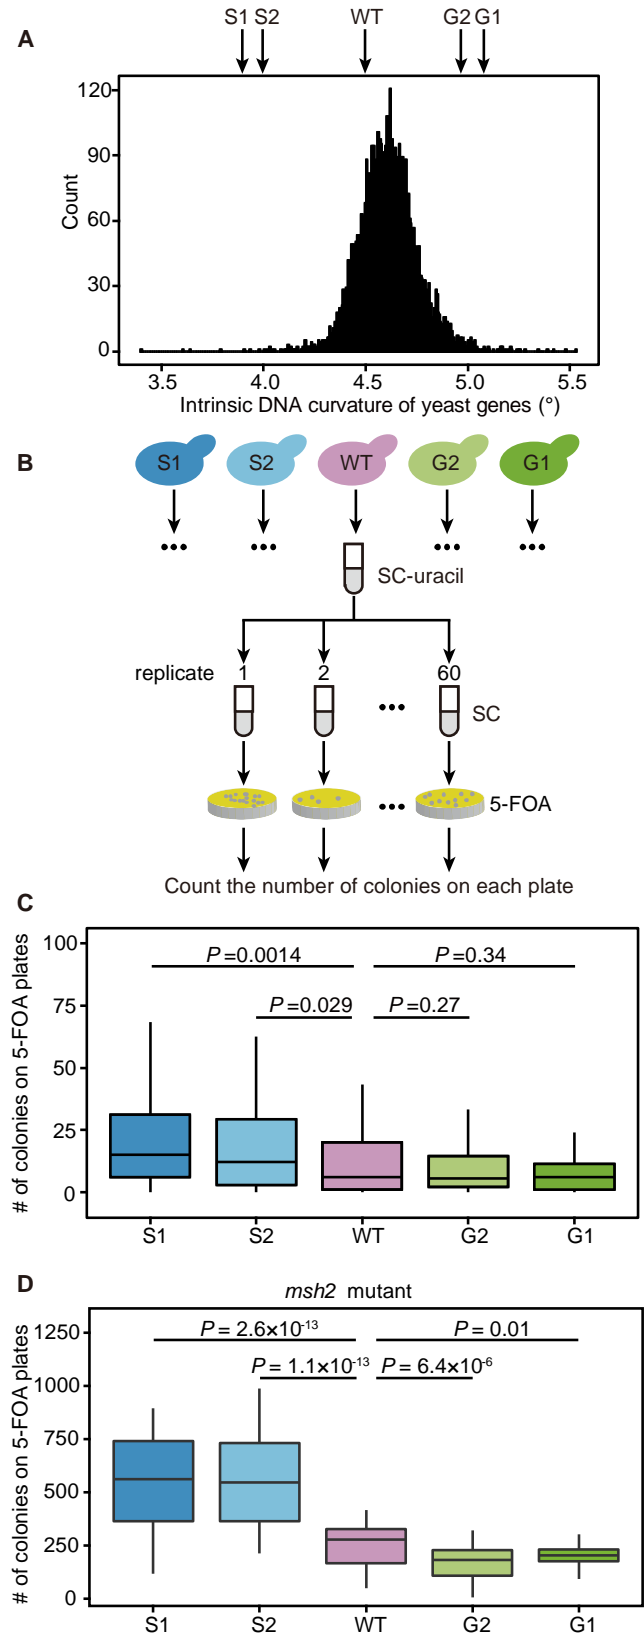 A
S1 S2 WT G2 G1
120
90
60
30
0
Count
3.5 4.0 4.5 5.0 5.5
Intrinsic DNA curvature of yeast genes (°)
B
S1 S2 WT G2 G1
... ... ... ...
SC-uracil
replicate 1 2 60
... SC
... 5-FOA
Count the number of colonies on each plate
C
# of colonies on 5-FOA plates
100
75
50
25
0
P=0.0014 P=0.34
P=0.029 P=0.27
S1 S2 WT G2 G1
D
msh2 mutant
# of colonies on 5-FOA plates
1250
1000
750
500
250
0
P = 2.6×10⁻¹³ P = 0.01
P = 1.1×10⁻¹³ P = 6.4×10⁻⁶
S1 S2 WT G2 G1